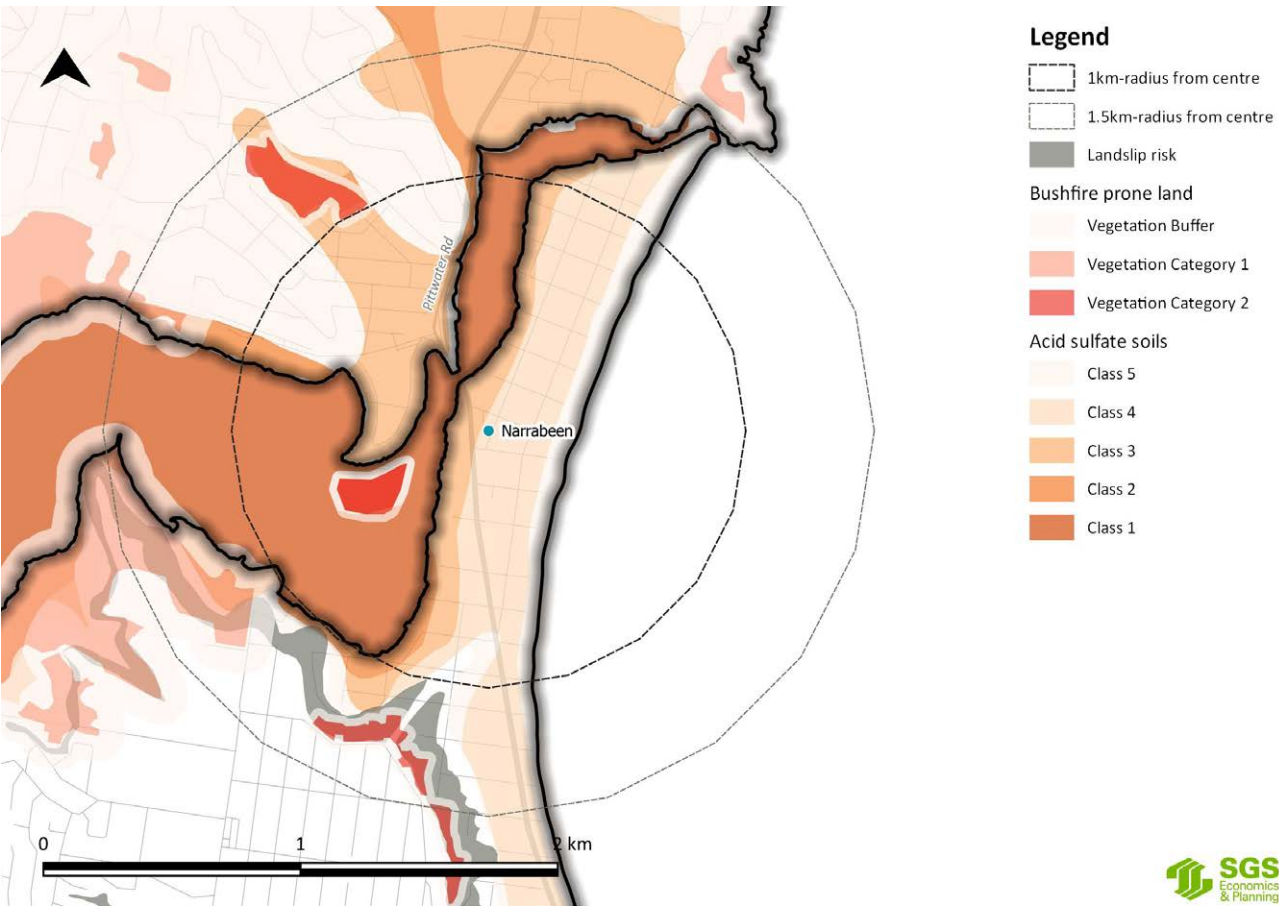 Legend
1km-radius from centre
1.5km-radius from centre
Landslip risk
Bushfire prone land
Vegetation Buffer
Vegetation Category 1
Vegetation Category 2
Acid sulfate soils
Class 5
Class 4
Class 3
Class 2
Class 1
Pittwater Rd
Narrabeen
0 1 2 km
SGS
Economics
& Planning